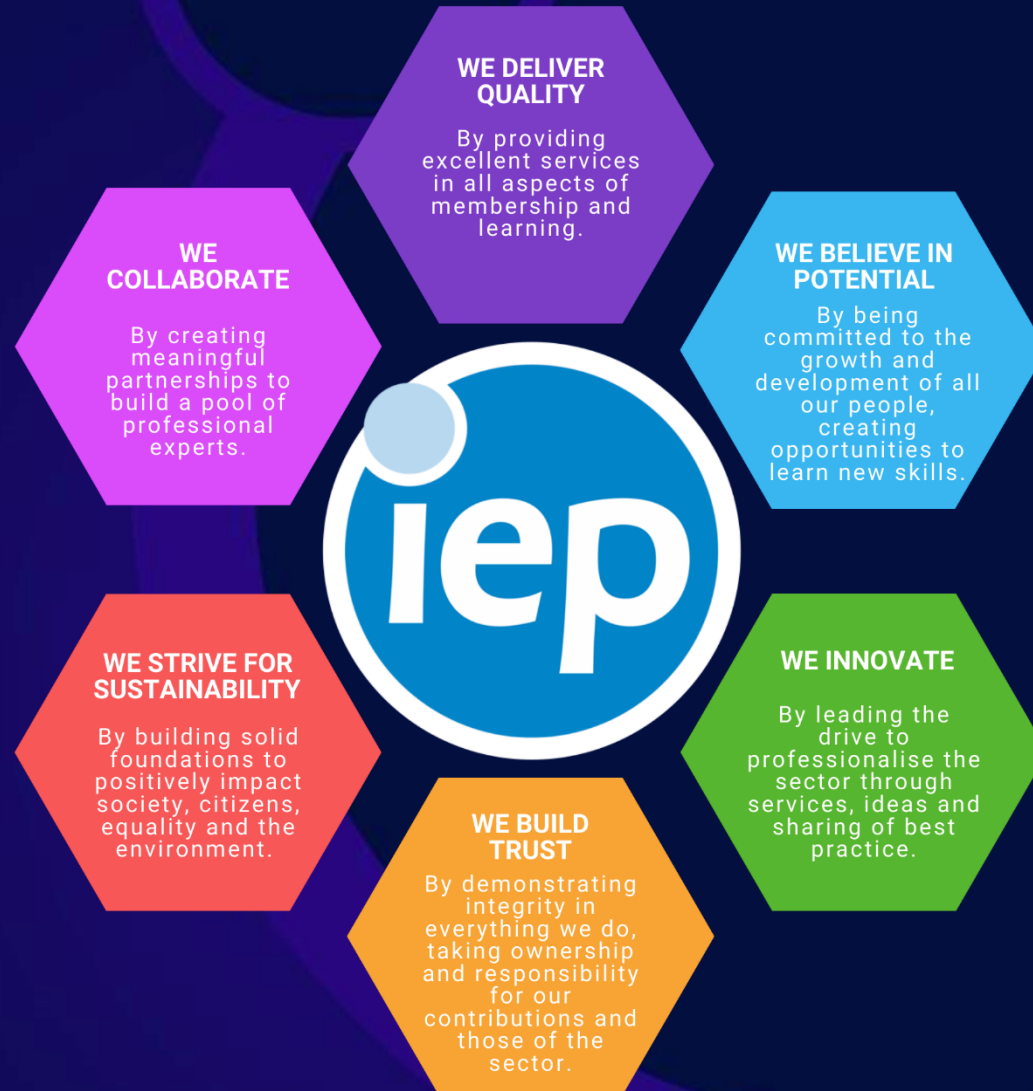 WE DELIVER
QUALITY
By providing
excellent services
in all aspects of
membership and
learning.
WE BELIEVE IN
POTENTIAL
By being
committed to the
growth and
development of all
our people,
creating
opportunities to
learn new skills.
WE INNOVATE
By leading the
drive to
professionalise the
sector through
services, ideas and
sharing of best
practice.
WE BUILD
TRUST
By demonstrating
integrity in
everything we do,
taking ownership
and responsibility
for our
contributions and
those of the
sector.
WE STRIVE FOR
SUSTAINABILITY
By building solid
foundations to
positively impact
society, citizens,
equality and the
environment.
WE
COLLABORATE
By creating
meaningful
partnerships to
build a pool of
professional
experts.
iep